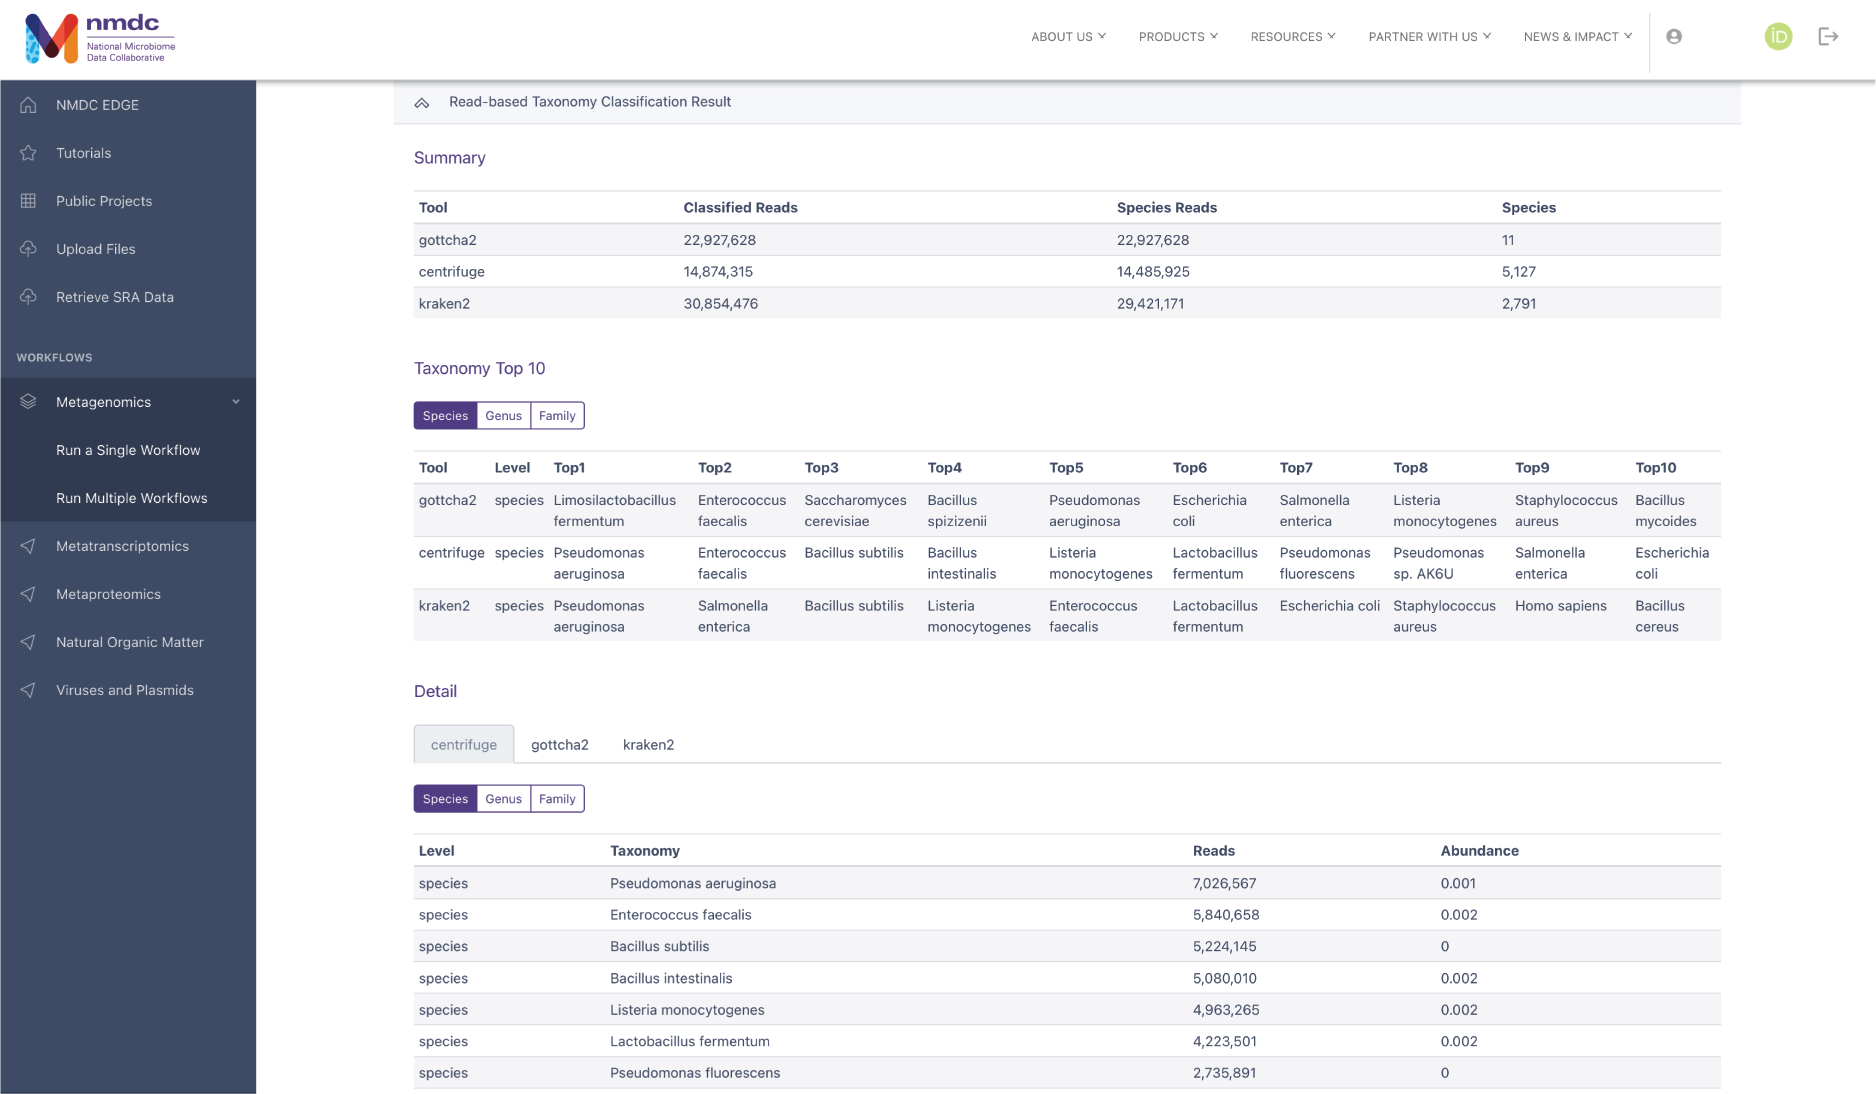 nmdc
National Microbiome
Data Collaborative
ABOUT US
PRODUCTS
RESOURCES
PARTNER WITH US
NEWS & IMPACT
iD
NMDC EDGE
Tutorials
Public Projects
Upload Files
Retrieve SRA Data
WORKFLOWS
Metagenomics
Run a Single Workflow
Run Multiple Workflows
Metatranscriptomics
Metaproteomics
Natural Organic Matter
Viruses and Plasmids
Read-based Taxonomy Classification Result
Summary
Tool Classified Reads Species Reads Species
gottcha2 22,927,628 22,927,628 11
centrifuge 14,874,315 14,485,925 5,127
kraken2 30,854,476 29,421,171 2,791
Taxonomy Top 10
Species Genus Family
Tool Level Top1 Top2 Top3 Top4 Top5 Top6 Top7 Top8 Top9 Top10
gottcha2 species Limosilactobacillus Enterococcus Saccharomyces Bacillus Pseudomonas Escherichia Salmonella Listeria Staphylococcus Bacillus
fermentum faecalis cerevisiae spizizenii aeruginosa coli enterica monocytogenes aureus mycoides
centrifuge species Pseudomonas Enterococcus Bacillus subtilis Bacillus Listeria Lactobacillus Pseudomonas Pseudomonas Salmonella Escherichia
aeruginosa faecalis intestinalis monocytogenes fermentum fluorescens sp. AK6U enterica coli
kraken2 species Pseudomonas Salmonella Bacillus subtilis Listeria Enterococcus Lactobacillus Escherichia coli Staphylococcus Homo sapiens Bacillus
aeruginosa enterica monocytogenes faecalis fermentum aureus cereus
Detail
centrifuge gottcha2 kraken2
Species Genus Family
Level Taxonomy Reads Abundance
species Pseudomonas aeruginosa 7,026,567 0.001
species Enterococcus faecalis 5,840,658 0.002
species Bacillus subtilis 5,224,145 0
species Bacillus intestinalis 5,080,010 0.002
species Listeria monocytogenes 4,963,265 0.002
species Lactobacillus fermentum 4,223,501 0.002
species Pseudomonas fluorescens 2,735,891 0